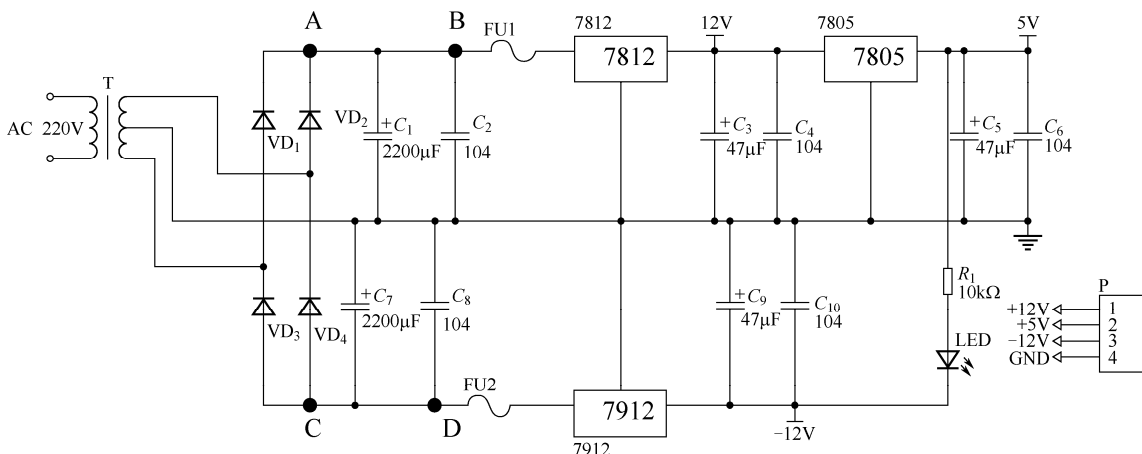 A
B
FU1
7812
7812
12V
7805
7805
5V
T
AC 220V
VD₁
VD₂
+C₁
2200μF
C₂
104
+C₃
47μF
C₄
104
+C₅
47μF
C₆
104
VD₃
VD₄
+C₇
2200μF
C₈
104
+C₉
47μF
C₁₀
104
R₁
10kΩ
LED
P
+12V 1
+5V 2
−12V 3
GND 4
C
D
FU2
7912
7912
−12V